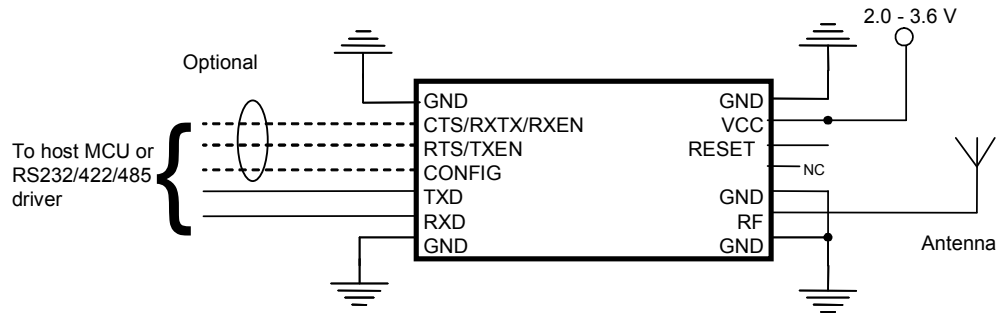 2.0 - 3.6 V
Optional
GND
CTS/RXTX/RXEN
RTS/TXEN
CONFIG
TXD
RXD
GND
To host MCU or
RS232/422/485
driver
GND
VCC
RESET
NC
GND
RF
GND
Antenna